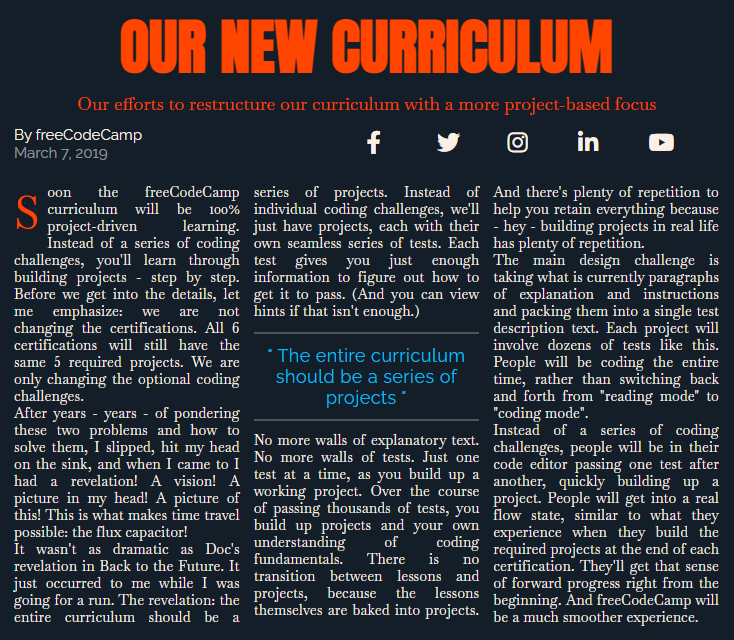 OUR NEW CURRICULUM
Our efforts to restructure our curriculum with a more project-based focus
By freeCodeCamp
March 7, 2019
Soon the freeCodeCamp
curriculum will be 100%
project-driven learning.
Instead of a series of coding
challenges, you'll learn through
building projects - step by step.
Before we get into the details, let
me emphasize: we are not
changing the certifications. All 6
certifications will still have the
same 5 required projects. We are
only changing the optional coding
challenges.
After years - years - of pondering
these two problems and how to
solve them, I slipped, hit my head
on the sink, and when I came to I
had a revelation! A vision! A
picture in my head! A picture of
this! This is what makes time travel
possible: the flux capacitor!
It wasn't as dramatic as Doc's
revelation in Back to the Future. It
just occurred to me while I was
going for a run. The revelation: the
entire curriculum should be a
series of projects. Instead of
individual coding challenges, we'll
just have projects, each with their
own seamless series of tests. Each
test gives you just enough
information to figure out how to
get it to pass. (And you can view
hints if that isn't enough.)
" The entire curriculum
should be a series of
projects "
No more walls of explanatory text.
No more walls of tests. Just one
test at a time, as you build up a
working project. Over the course
of passing thousands of tests, you
build up projects and your own
understanding of coding
fundamentals. There is no
transition between lessons and
projects, because the lessons
themselves are baked into projects.
And there's plenty of repetition to
help you retain everything because
- hey - building projects in real life
has plenty of repetition.
The main design challenge is
taking what is currently paragraphs
of explanation and instructions
and packing them into a single test
description text. Each project will
involve dozens of tests like this.
People will be coding the entire
time, rather than switching back
and forth from "reading mode" to
"coding mode".
Instead of a series of coding
challenges, people will be in their
code editor passing one test after
another, quickly building up a
project. People will get into a real
flow state, similar to what they
experience when they build the
required projects at the end of each
certification. They'll get that sense
of forward progress right from the
beginning. And freeCodeCamp will
be a much smoother experience.